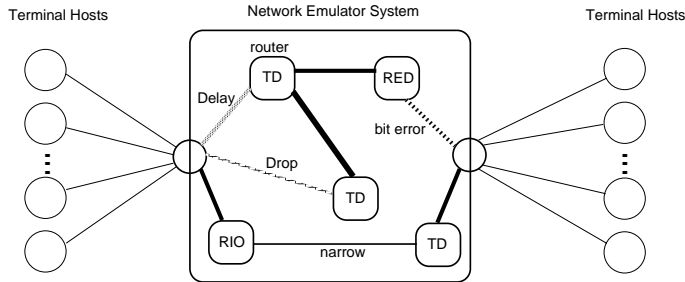 Terminal Hosts
Network Emulator System
Terminal Hosts
router
TD
RED
Delay
bit error
Drop
TD
RIO
narrow
TD